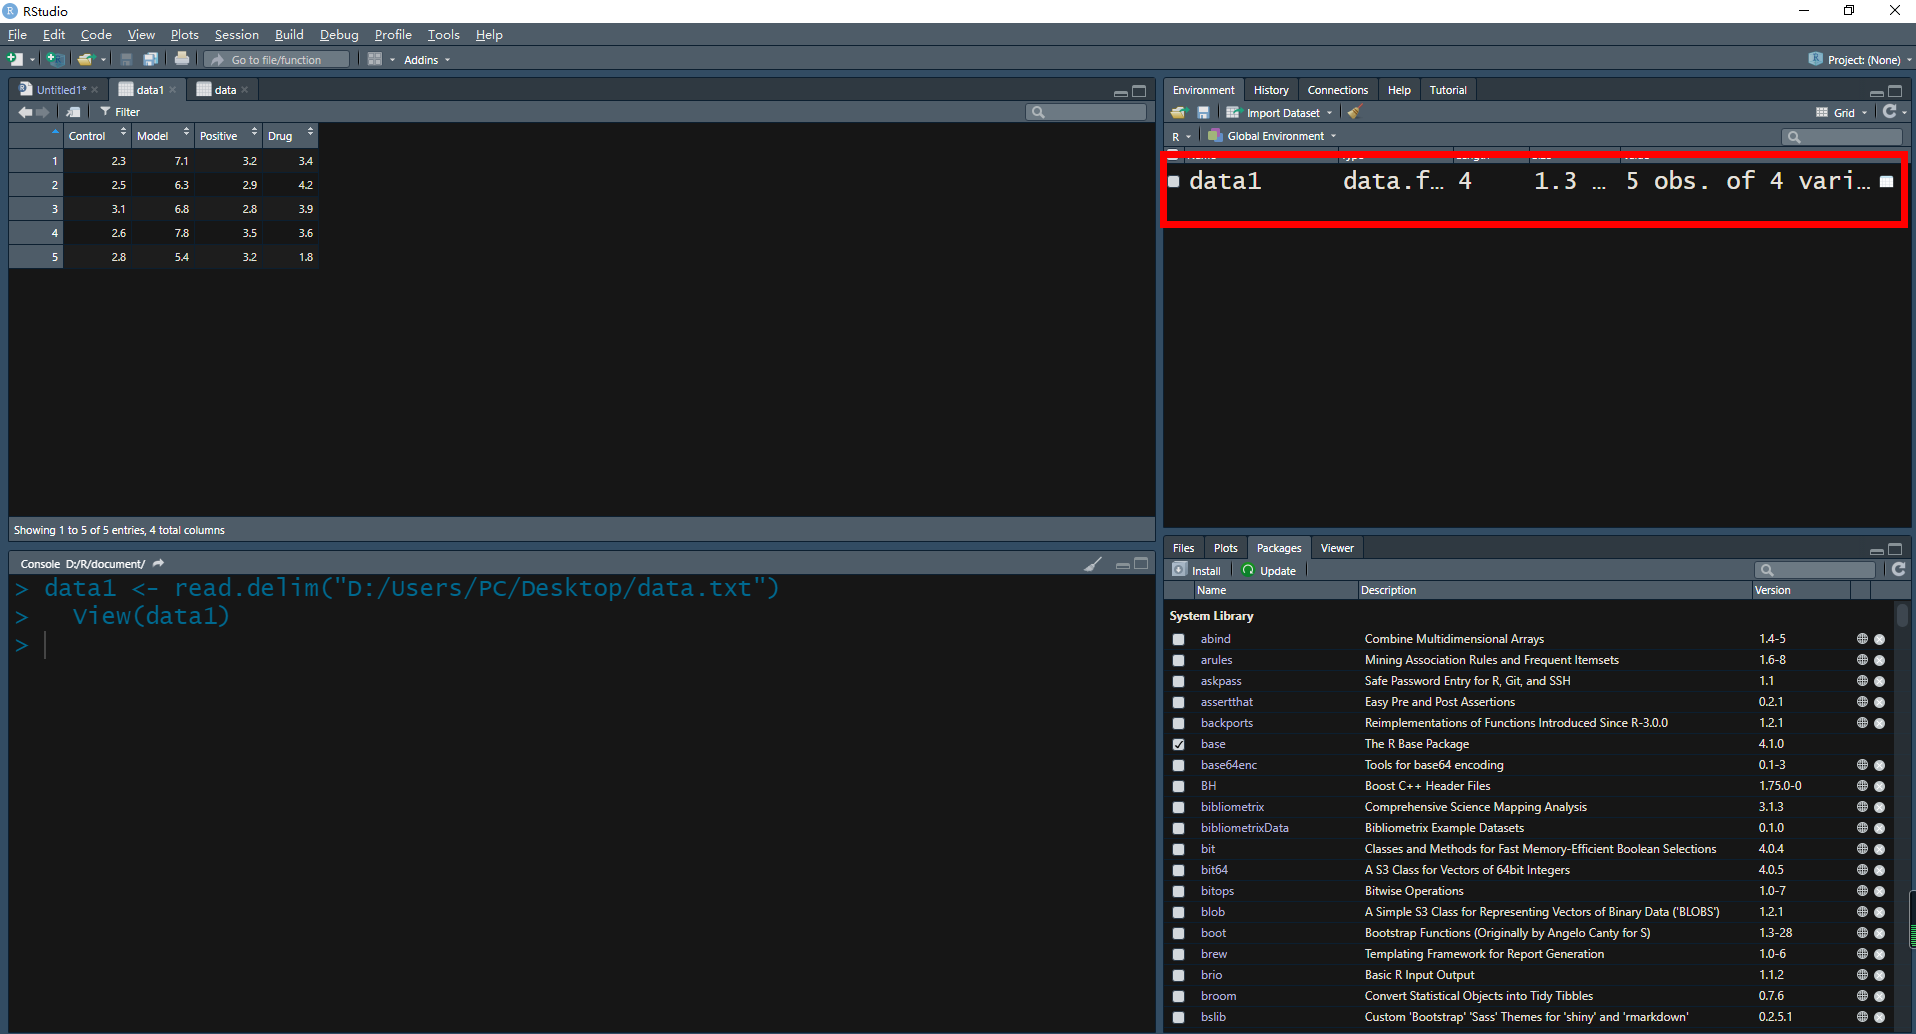 RStudio
File Edit Code View Plots Session Build Debug Profile Tools Help
Go to file/function Addins Project: (None)
Untitled1* data1 data
Filter
Control Model Positive Drug
1 2.3 7.1 3.2 3.4
2 2.5 6.3 2.9 4.2
3 3.1 6.8 2.8 3.9
4 2.6 7.8 3.5 3.6
5 2.8 5.4 3.2 1.8
Showing 1 to 5 of 5 entries, 4 total columns
Console D:/R/document/
> data1 <- read.delim("D:/Users/PC/Desktop/data.txt")
> View(data1)
>
Environment History Connections Help Tutorial
Import Dataset Grid
R Global Environment
data1 data.f… 4 1.3 … 5 obs. of 4 vari…
Files Plots Packages Viewer
Install Update
Name Description Version
System Library
abind Combine Multidimensional Arrays 1.4-5
arules Mining Association Rules and Frequent Itemsets 1.6-8
askpass Safe Password Entry for R, Git, and SSH 1.1
assertthat Easy Pre and Post Assertions 0.2.1
backports Reimplementations of Functions Introduced Since R-3.0.0 1.2.1
base The R Base Package 4.1.0
base64enc Tools for base64 encoding 0.1-3
BH Boost C++ Header Files 1.75.0-0
bibliometrix Comprehensive Science Mapping Analysis 3.1.3
bibliometrixData Bibliometrix Example Datasets 0.1.0
bit Classes and Methods for Fast Memory-Efficient Boolean Selections 4.0.4
bit64 A S3 Class for Vectors of 64bit Integers 4.0.5
bitops Bitwise Operations 1.0-7
blob A Simple S3 Class for Representing Vectors of Binary Data ('BLOBS') 1.2.1
boot Bootstrap Functions (Originally by Angelo Canty for S) 1.3-28
brew Templating Framework for Report Generation 1.0-6
brio Basic R Input Output 1.1.2
broom Convert Statistical Objects into Tidy Tibbles 0.7.6
bslib Custom 'Bootstrap' 'Sass' Themes for 'shiny' and 'rmarkdown' 0.2.5.1